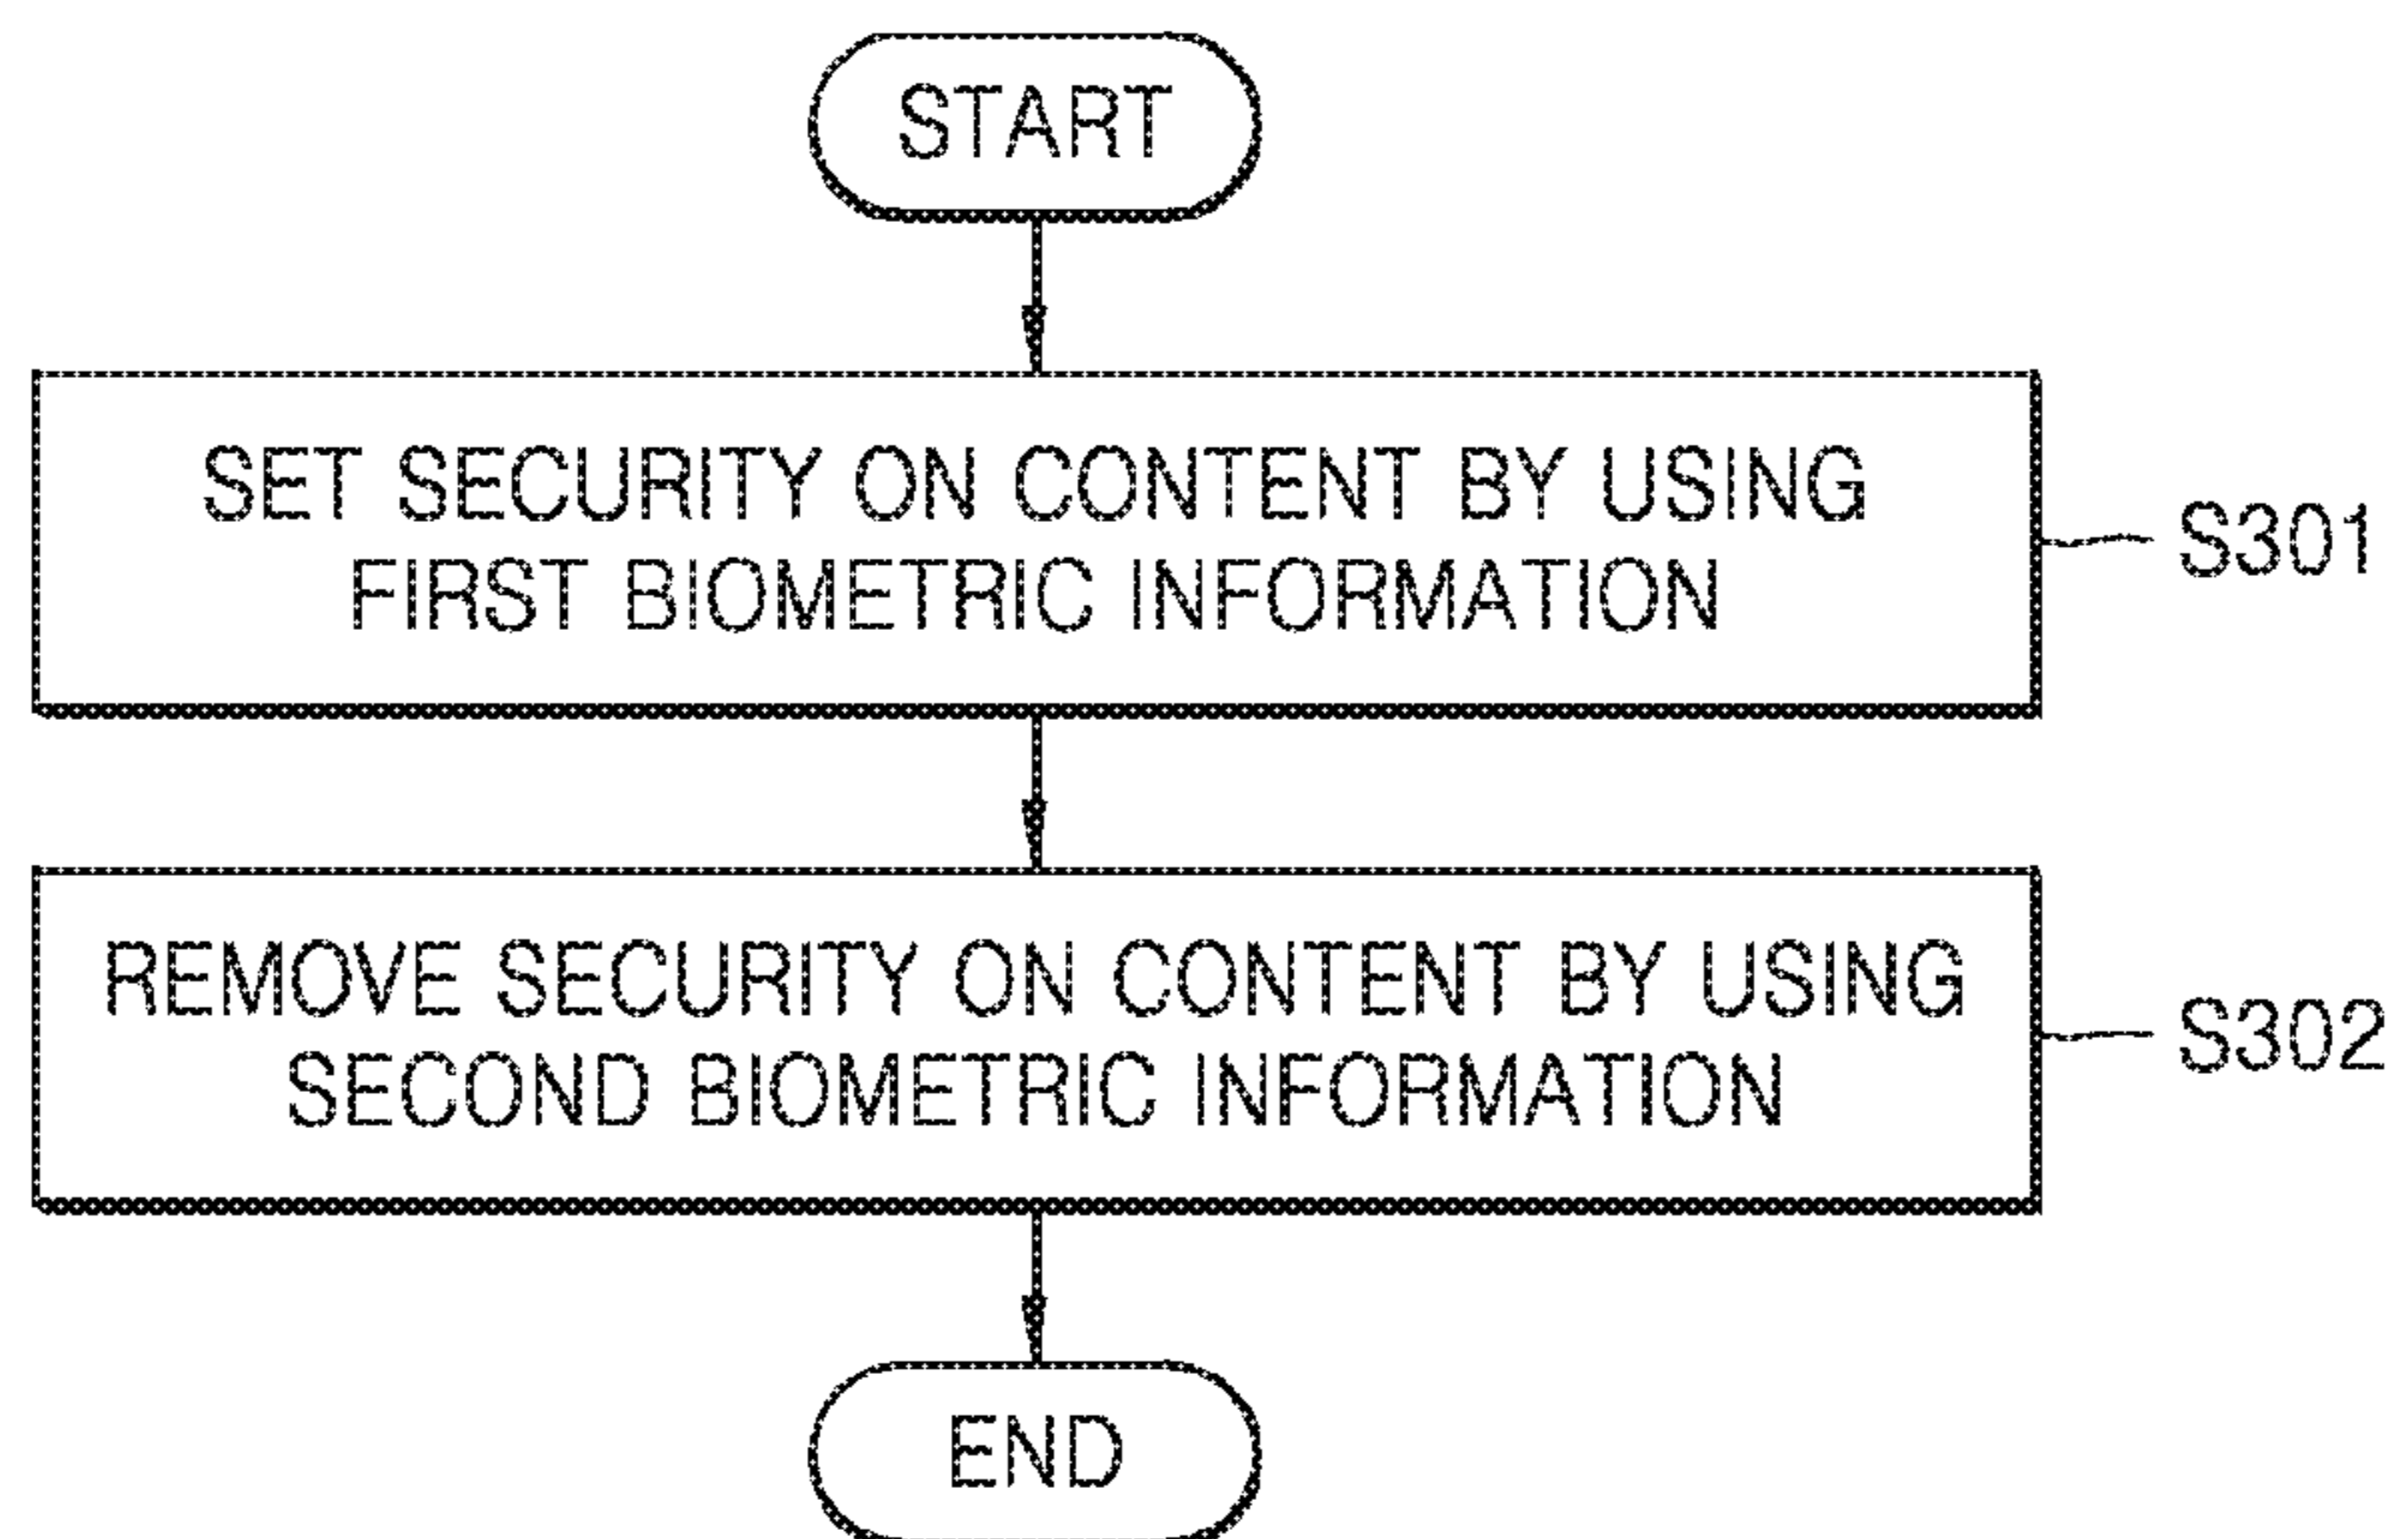 START
SET SECURITY ON CONTENT BY USING
FIRST BIOMETRIC INFORMATION
S301
REMOVE SECURITY ON CONTENT BY USING
SECOND BIOMETRIC INFORMATION
S302
END